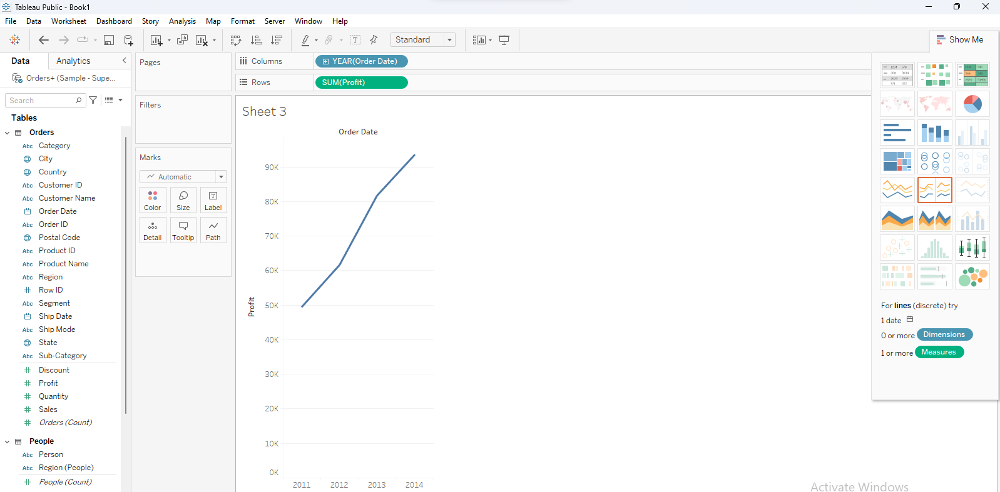 Tableau Public - Book1
File Data Worksheet Dashboard Story Analysis Map Format Server Window Help
Standard
Show Me
Data Analytics
Orders+ (Sample - Supe...
Search
Tables
Orders
Abc Category
City
Country
Abc Customer ID
Abc Customer Name
Order Date
Abc Order ID
Postal Code
Abc Product ID
Abc Product Name
Abc Region
Row ID
Abc Segment
Ship Date
Abc Ship Mode
State
Abc Sub-Category
Discount
Profit
Quantity
Sales
Orders (Count)
People
Abc Person
Abc Region (People)
People (Count)
Pages
Filters
Marks
Automatic
Color Size Label
Detail Tooltip Path
Columns YEAR(Order Date)
Rows SUM(Profit)
Sheet 3
Order Date
Profit
90K
80K
70K
60K
50K
40K
30K
20K
10K
0K
2011 2012 2013 2014
For lines (discrete) try
1 date
0 or more Dimensions
1 or more Measures
Activate Windows